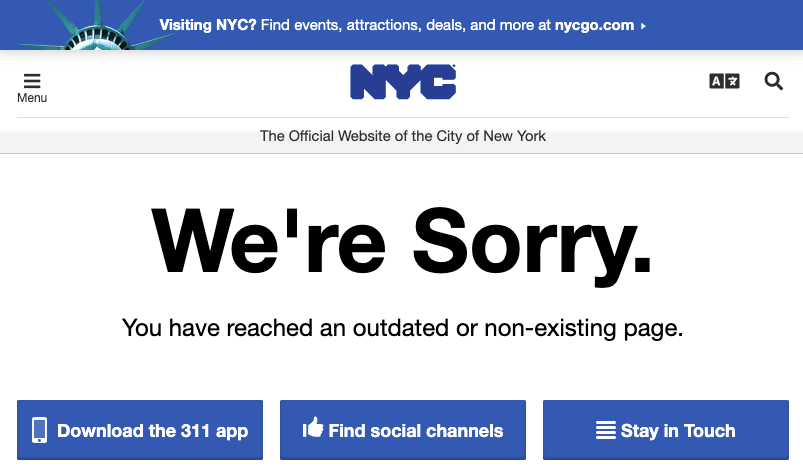 Visiting NYC? Find events, attractions, deals, and more at nycgo.com
Menu
NYC
A
The Official Website of the City of New York
We're Sorry.
You have reached an outdated or non-existing page.
Download the 311 app
Find social channels
Stay in Touch